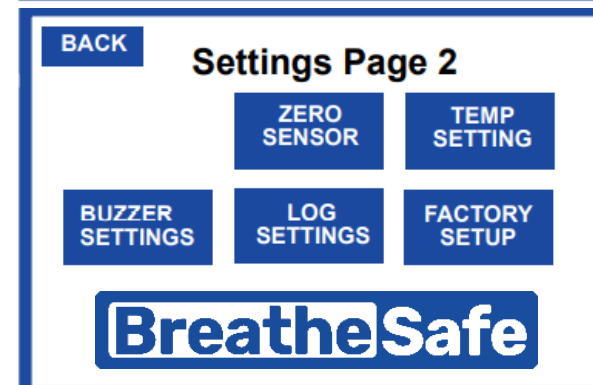 BACK
Settings Page 2
ZERO
SENSOR
TEMP
SETTING
BUZZER
SETTINGS
LOG
SETTINGS
FACTORY
SETUP
BreatheSafe